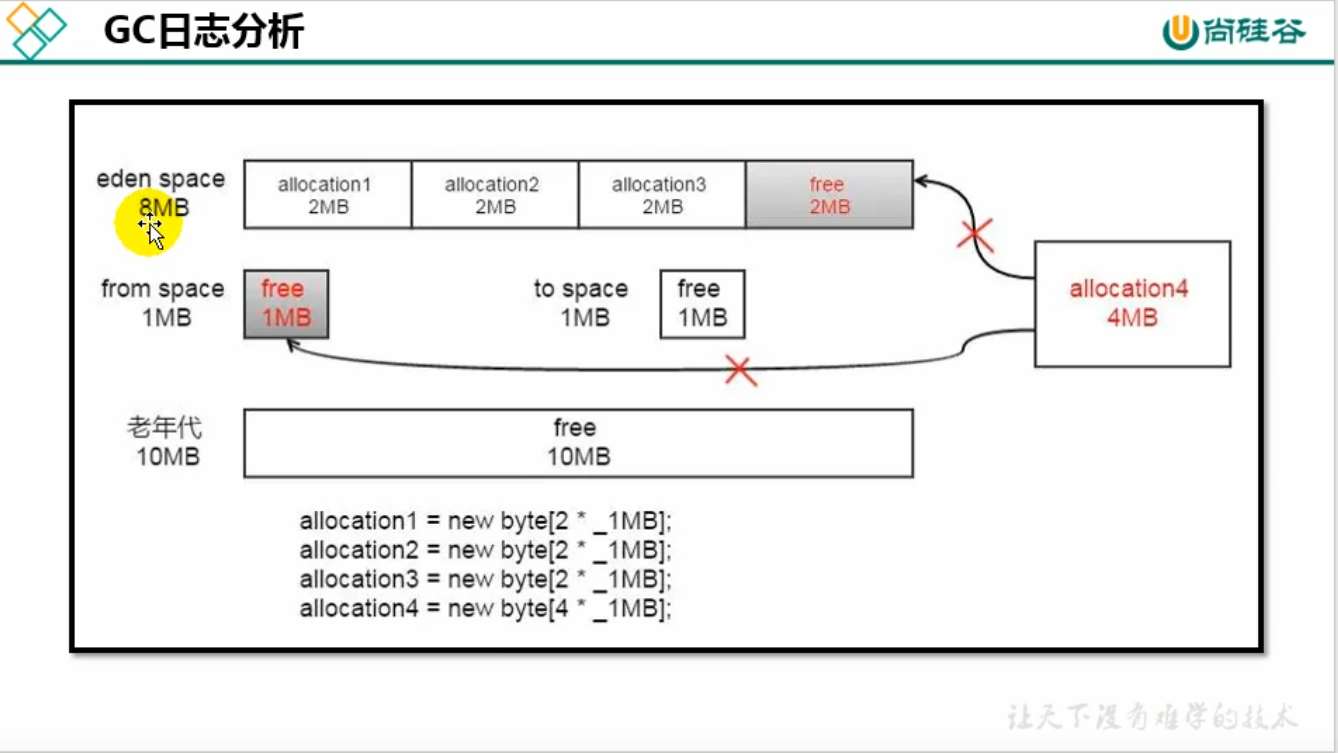 GC日志分析
尚硅谷
eden space
8MB
allocation1
2MB
allocation2
2MB
allocation3
2MB
free
2MB
from space
1MB
free
1MB
to space
1MB
free
1MB
allocation4
4MB
老年代
10MB
free
10MB
allocation1 = new byte[2 * _1MB];
allocation2 = new byte[2 * _1MB];
allocation3 = new byte[2 * _1MB];
allocation4 = new byte[4 * _1MB];
让天下没有难学的技术